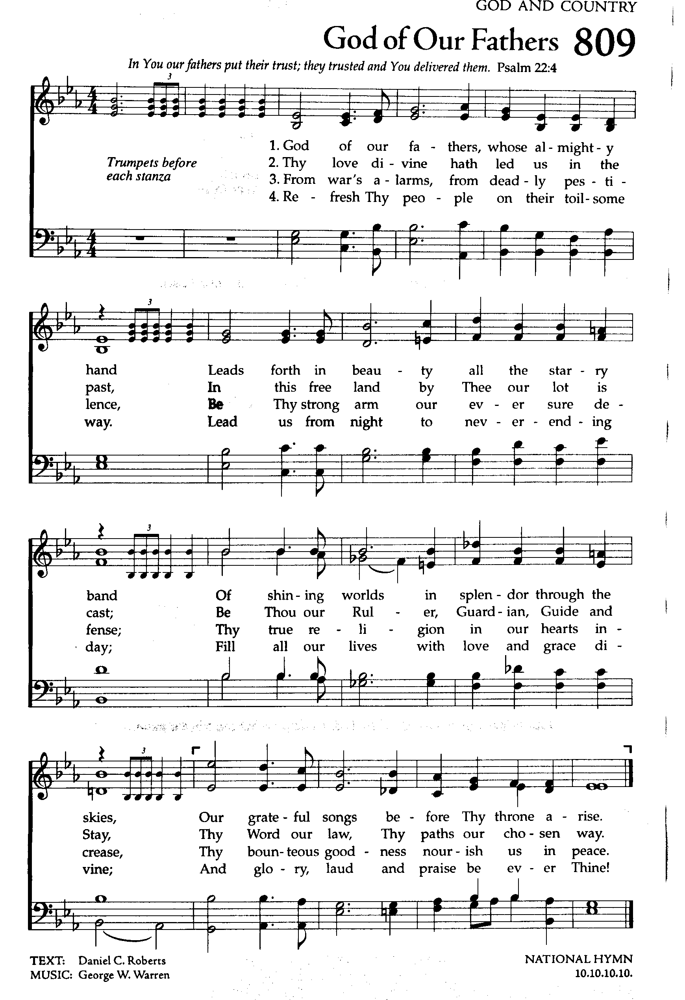 GOD AND COUNTRY
God of Our Fathers 809
In You our fathers put their trust; they trusted and You delivered them. Psalm 22:4
3
Trumpets before
each stanza
1. God of our fa - thers, whose al - might - y
2. Thy love di - vine hath led us in the
3. From war's a - larms, from dead - ly pes - ti -
4. Re - fresh Thy peo - ple on their toil - some
3
hand Leads forth in beau - ty all the star - ry
past, In this free land by Thee our lot is
lence, Be Thy strong arm our ev - er sure de -
way. Lead us from night to nev - er - end - ing
3
band Of shin - ing worlds in splen - dor through the
cast; Be Thou our Rul - er, Guard - ian, Guide and
fense; Thy true re - li - gion in our hearts in -
day; Fill all our lives with love and grace di -
3
skies, Our grate - ful songs be - fore Thy throne a - rise.
Stay, Thy Word our law, Thy paths our cho - sen way.
crease, Thy boun - teous good - ness nour - ish us in peace.
vine; And glo - ry, laud and praise be ev - er Thine!
TEXT: Daniel C. Roberts
MUSIC: George W. Warren
NATIONAL HYMN
10.10.10.10.